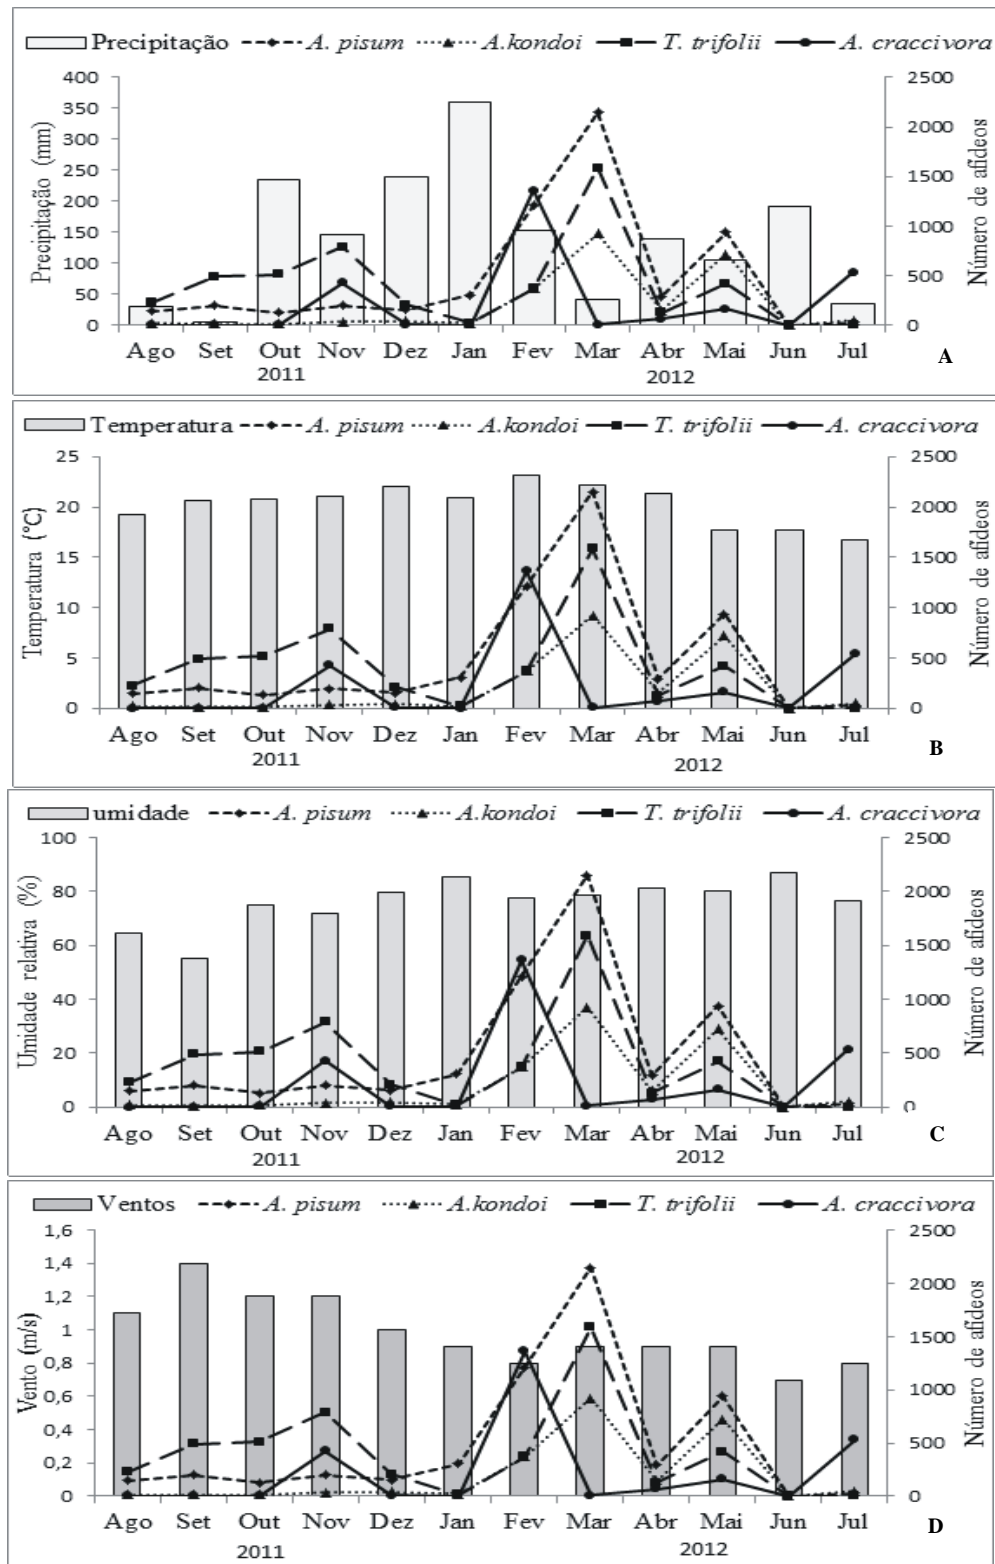 Precipitação A. pisum A.kondoi T. trifolii A. craccivora
400 2500
350
300 2000
250
200 1500
150 1000
100
50 500
0 0
Precipitação (mm)
Número de afídeos
Ago Set Out Nov Dez Jan Fev Mar Abr Mai Jun Jul
2011 2012
A
Temperatura A. pisum A.kondoi T. trifolii A. craccivora
25 2500
20 2000
15 1500
10 1000
5 500
0 0
Temperatura (°C)
Número de afídeos
Ago Set Out Nov Dez Jan Fev Mar Abr Mai Jun Jul
2011 2012
B
umidade A. pisum A.kondoi T. trifolii A. craccivora
100 2500
80 2000
60 1500
40 1000
20 500
0 0
Umidade relativa (%)
Número de afídeos
Ago Set Out Nov Dez Jan Fev Mar Abr Mai Jun Jul
2011 2012
C
Ventos A. pisum A.kondoi T. trifolii A. craccivora
1,6 2500
1,4
1,2 2000
1 1500
0,8
0,6 1000
0,4
0,2 500
0 0
Vento (m/s)
Número de afídeos
Ago Set Out Nov Dez Jan Fev Mar Abr Mai Jun Jul
2011 2012
D